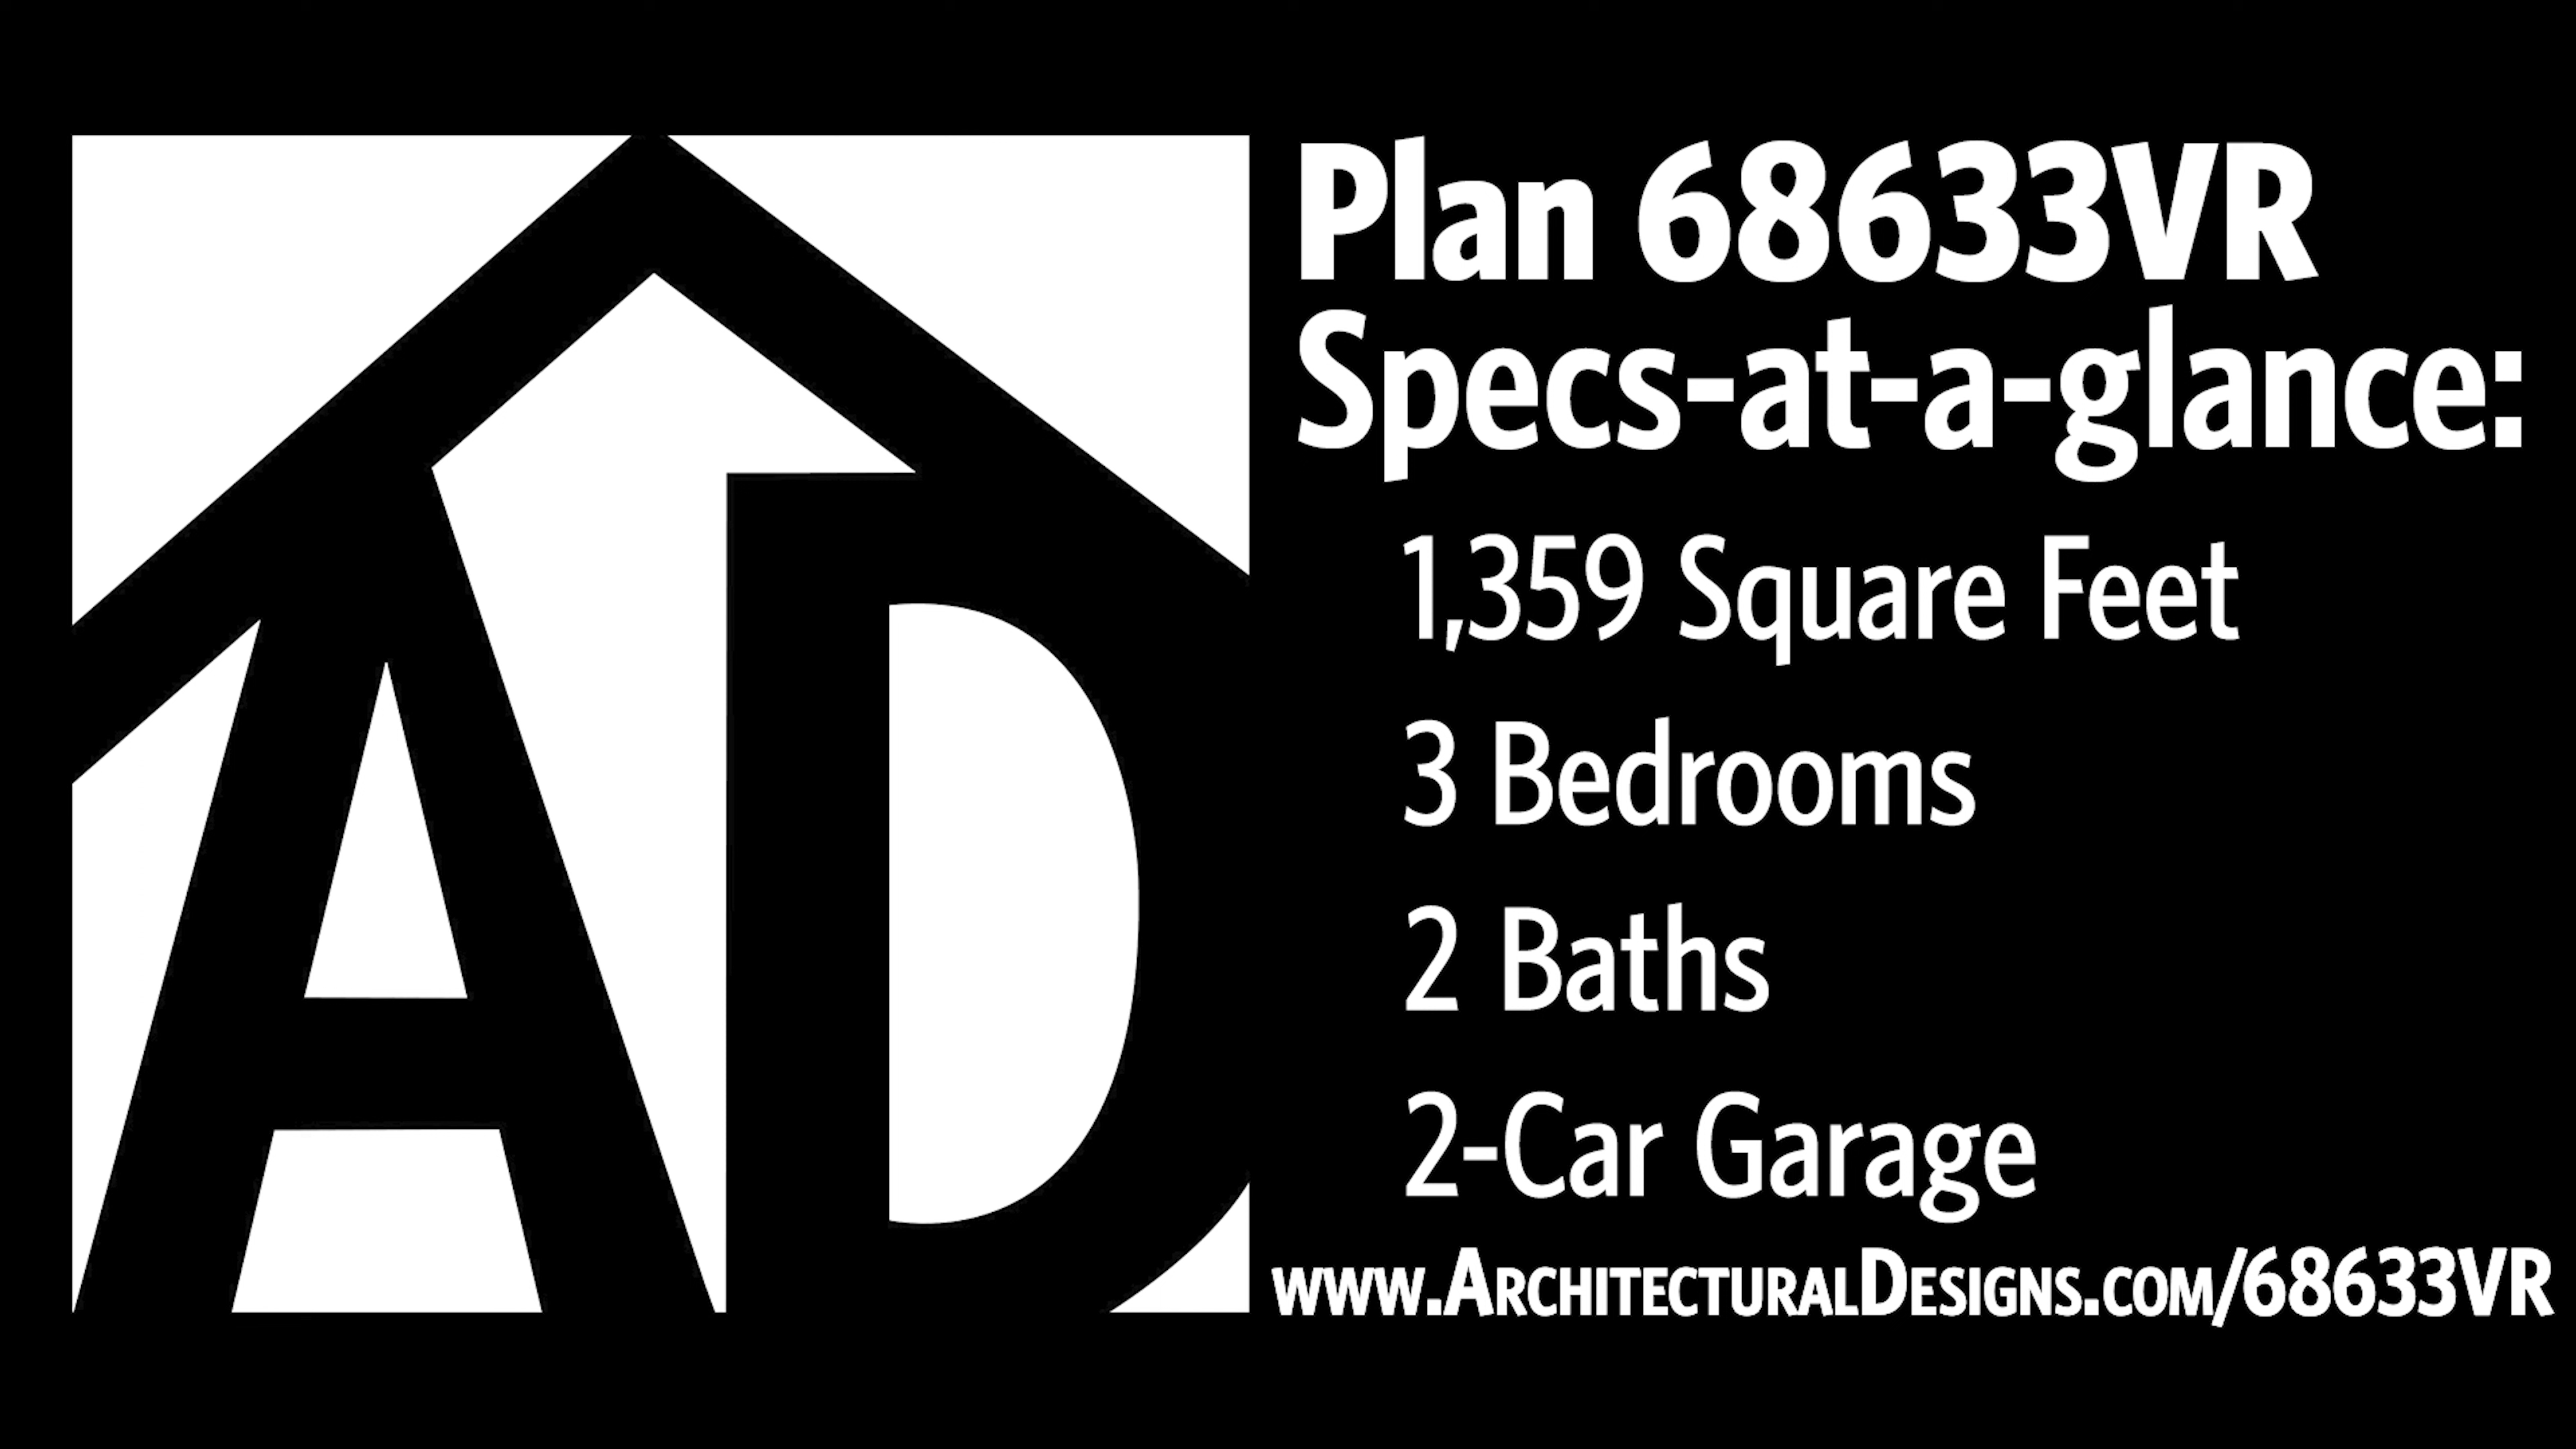 AD
Plan 68633VR
Specs-at-a-glance:
1,359 Square Feet
3 Bedrooms
2 Baths
2-Car Garage
www.ArchitecturalDesigns.com/68633VR